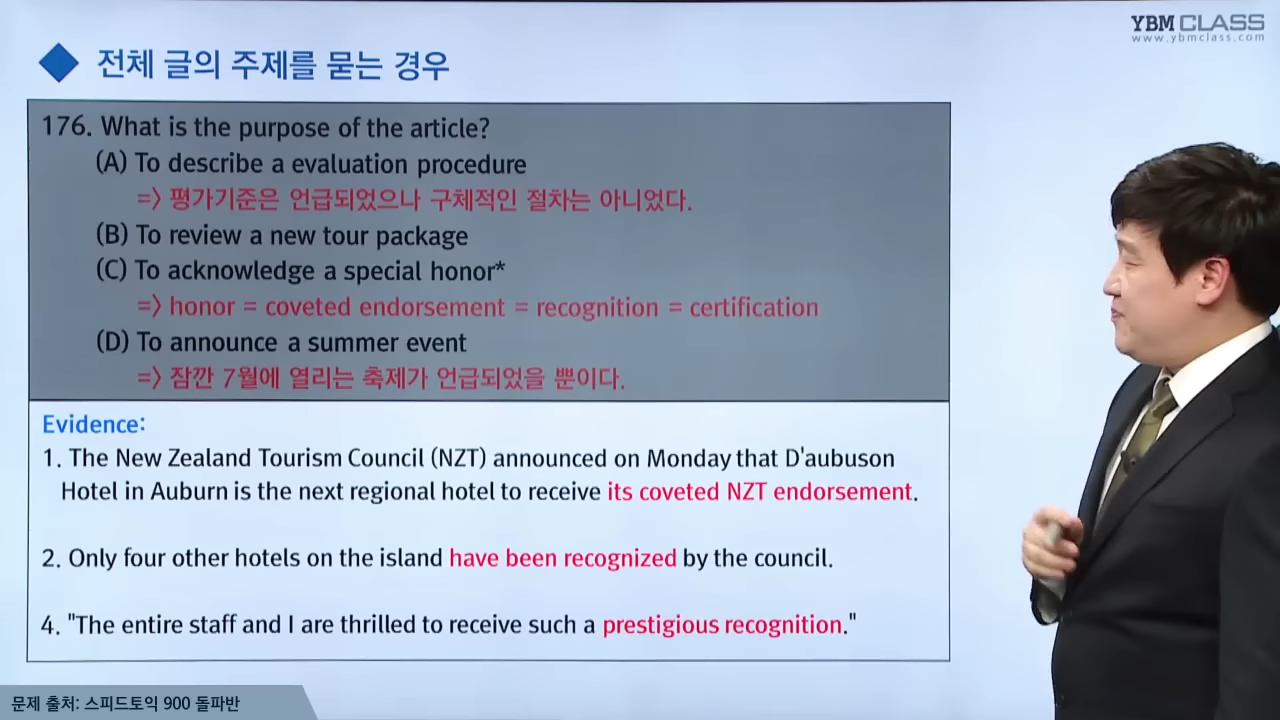 YBM CLASS
www.ybmclass.com
전체 글의 주제를 묻는 경우
176. What is the purpose of the article?
(A) To describe a evaluation procedure
=> 평가기준은 언급되었으나 구체적인 절차는 아니었다.
(B) To review a new tour package
(C) To acknowledge a special honor*
=> honor = coveted endorsement = recognition = certification
(D) To announce a summer event
=> 잠깐 7월에 열리는 축제가 언급되었을 뿐이다.
Evidence:
1. The New Zealand Tourism Council (NZT) announced on Monday that D'aubuson
Hotel in Auburn is the next regional hotel to receive its coveted NZT endorsement.
2. Only four other hotels on the island have been recognized by the council.
4. "The entire staff and I are thrilled to receive such a prestigious recognition."
문제 출처: 스피드토익 900 돌파반